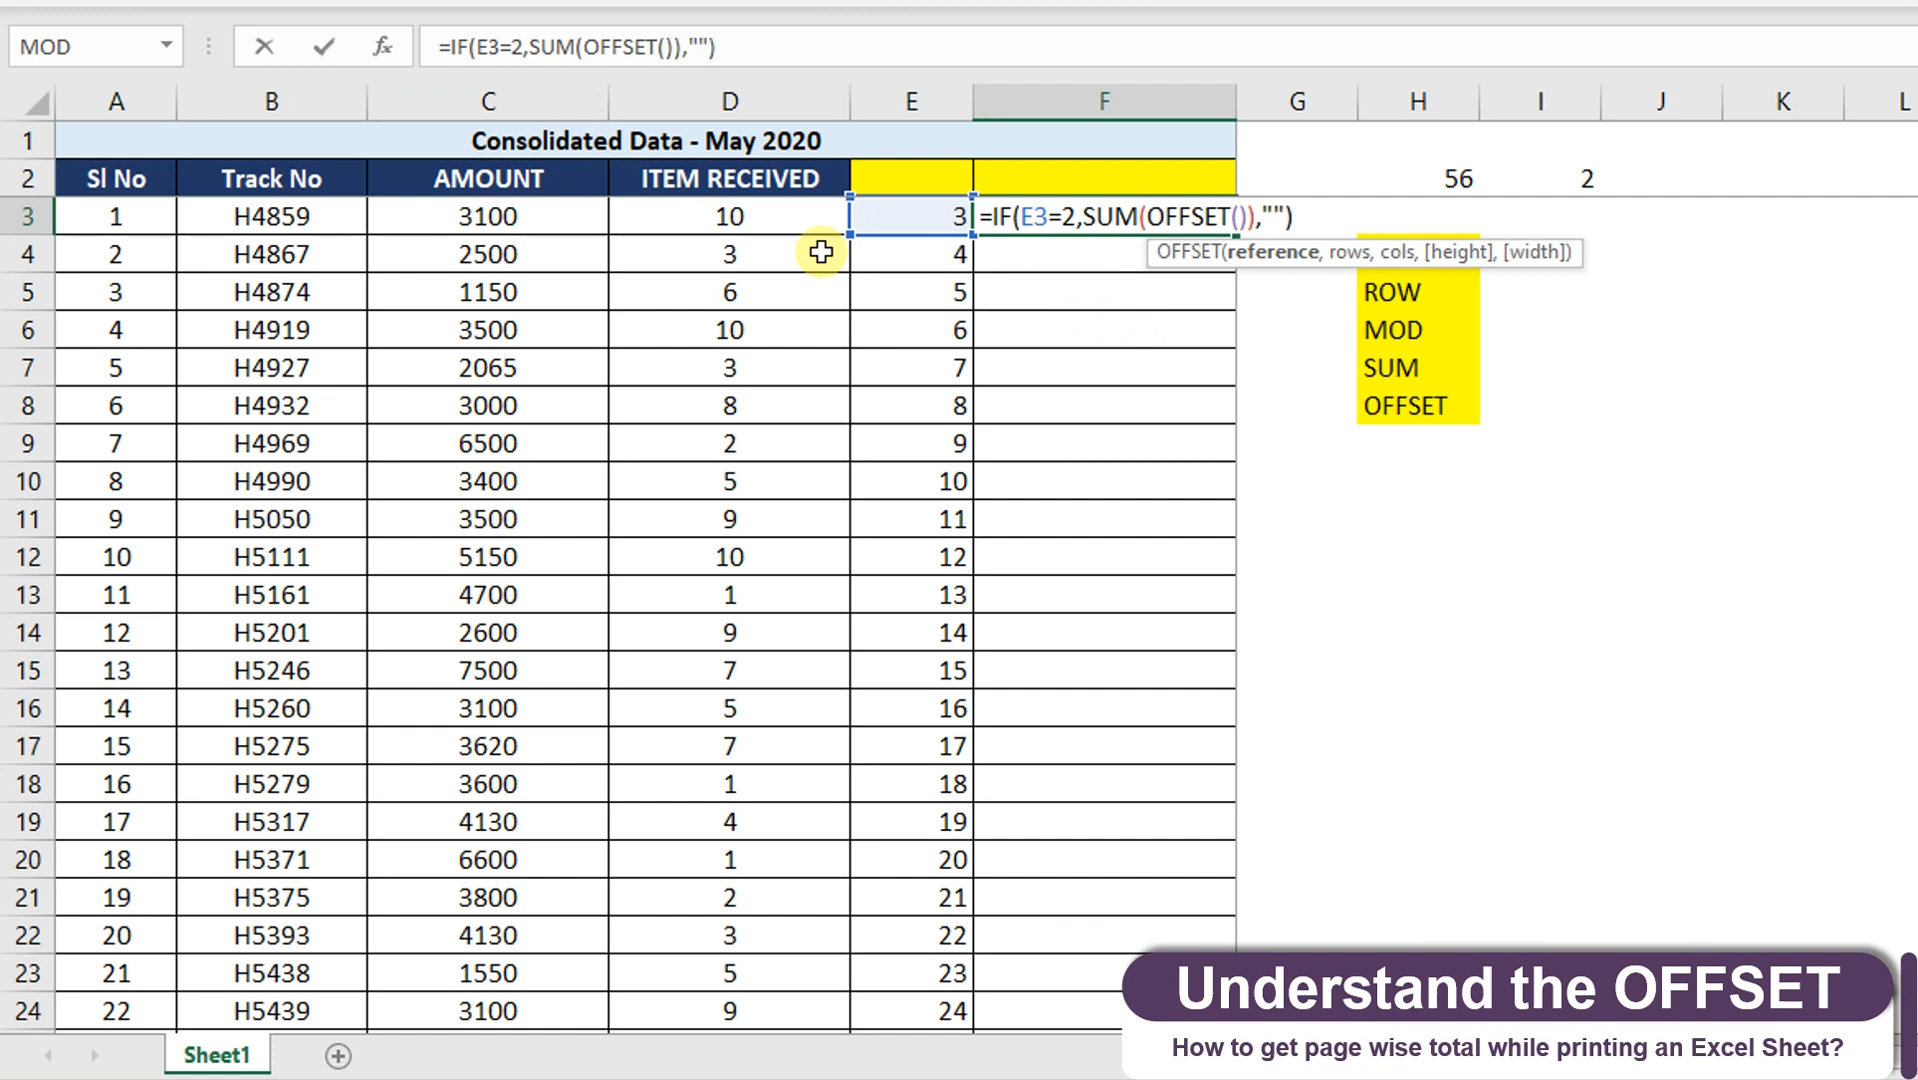 MOD =IF(E3=2,SUM(OFFSET()),"")
A B C D E F G H I J K L
1 Consolidated Data - May 2020
2 Sl No Track No AMOUNT ITEM RECEIVED 56 2
3 1 H4859 3100 10 3 =IF(E3=2,SUM(OFFSET()),"")
4 2 H4867 2500 3 4 OFFSET(reference, rows, cols, [height], [width])
5 3 H4874 1150 6 5 ROW
6 4 H4919 3500 10 6 MOD
7 5 H4927 2065 3 7 SUM
8 6 H4932 3000 8 8 OFFSET
9 7 H4969 6500 2 9
10 8 H4990 3400 5 10
11 9 H5050 3500 9 11
12 10 H5111 5150 10 12
13 11 H5161 4700 1 13
14 12 H5201 2600 9 14
15 13 H5246 7500 7 15
16 14 H5260 3100 5 16
17 15 H5275 3620 7 17
18 16 H5279 3600 1 18
19 17 H5317 4130 4 19
20 18 H5371 6600 1 20
21 19 H5375 3800 2 21
22 20 H5393 4130 3 22
23 21 H5438 1550 5 23
24 22 H5439 3100 9 24
Understand the OFFSET
How to get page wise total while printing an Excel Sheet?
Sheet1